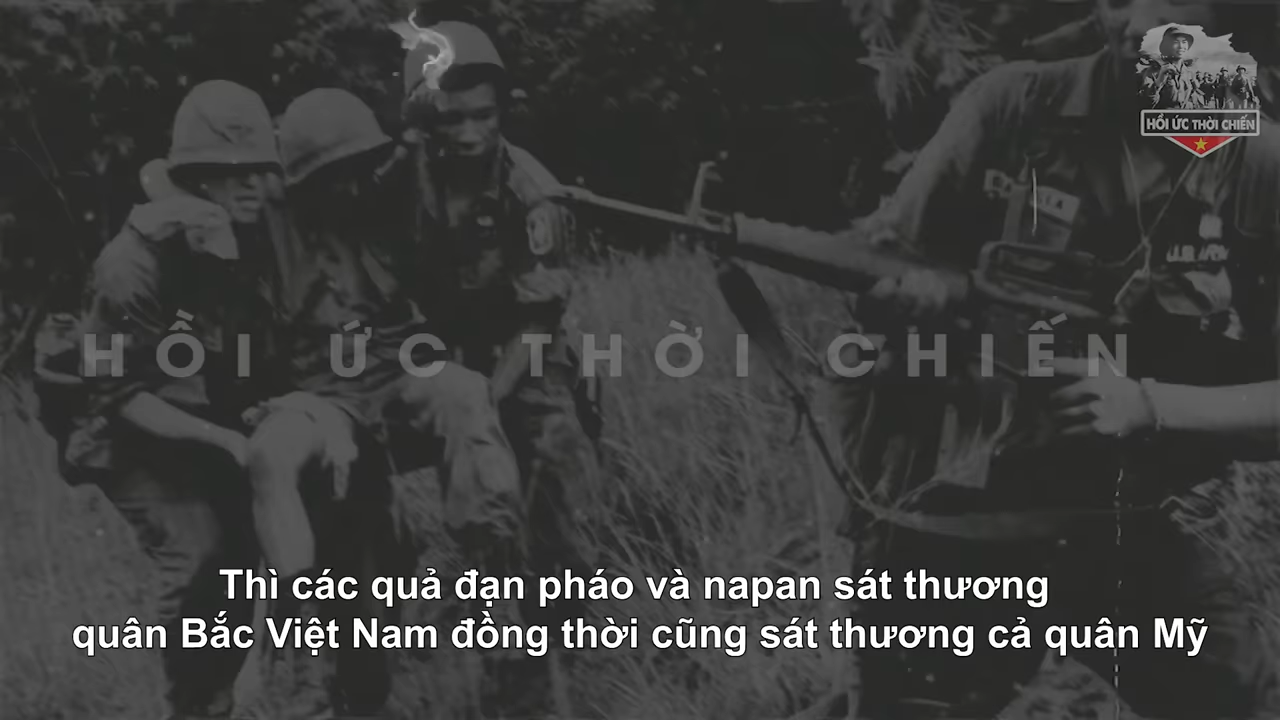 HỒI ỨC THỜI CHIẾN
HỒI ỨC THỜI CHIẾN
Thì các quả đạn pháo và napan sát thương
quân Bắc Việt Nam đồng thời cũng sát thương cả quân Mỹ